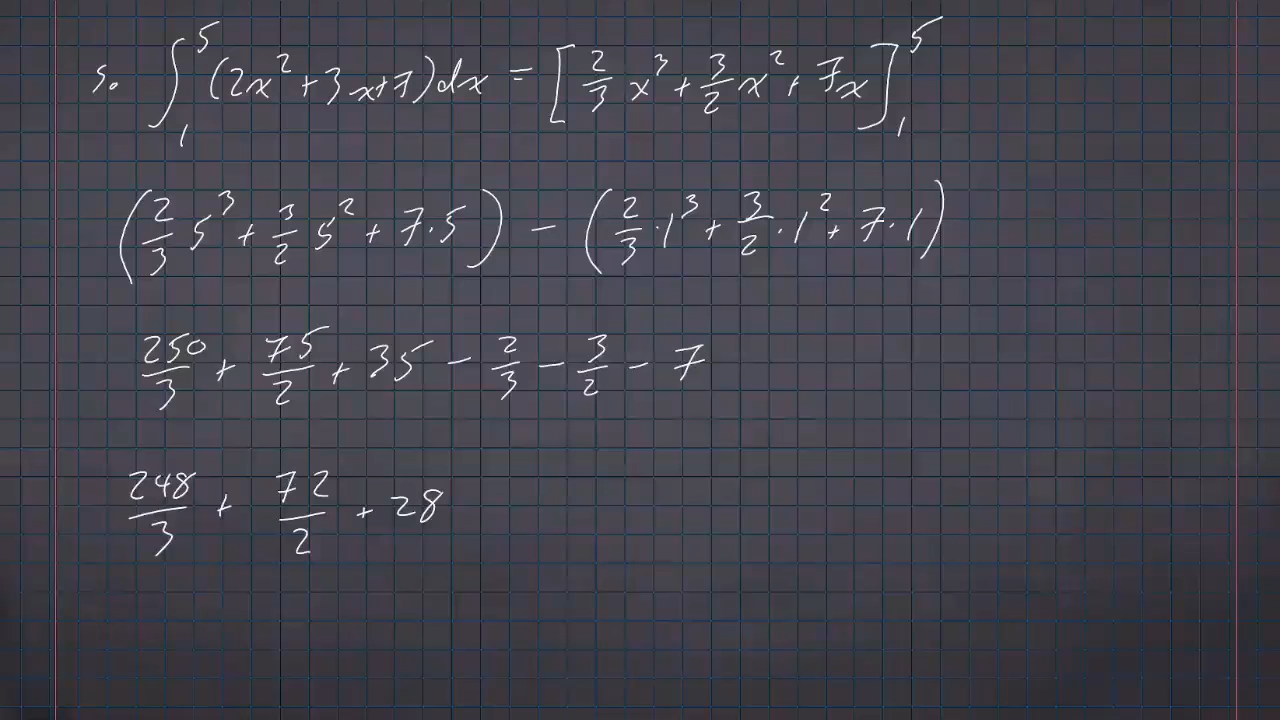 5. ∫₁⁵ (2x² + 3x + 7) dx = [ 2/3 x³ + 3/2 x² + 7x ]₁⁵
( 2/3 5³ + 3/2 5² + 7·5 ) − ( 2/3 · 1³ + 3/2 · 1² + 7·1 )
250/3 + 75/2 + 35 − 2/3 − 3/2 − 7
248/3 + 72/2 + 28